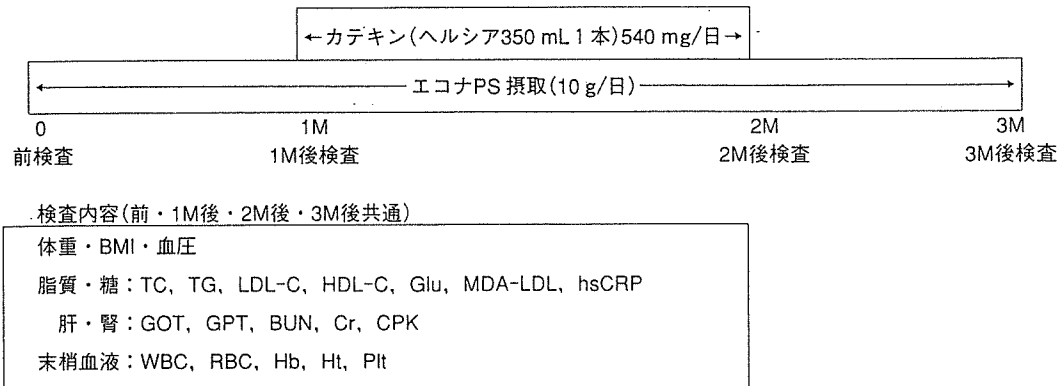 ←カテキン(ヘルシア350 mL 1本)540 mg/日→
エコナPS 摂取(10 g/日)
0 1M 2M 3M
前検査 1M後検査 2M後検査 3M後検査
検査内容(前・1M後・2M後・3M後共通)
体重・BMI・血圧
脂質・糖:TC, TG, LDL-C, HDL-C, Glu, MDA-LDL, hsCRP
肝・腎:GOT, GPT, BUN, Cr, CPK
末梢血液:WBC, RBC, Hb, Ht, Plt